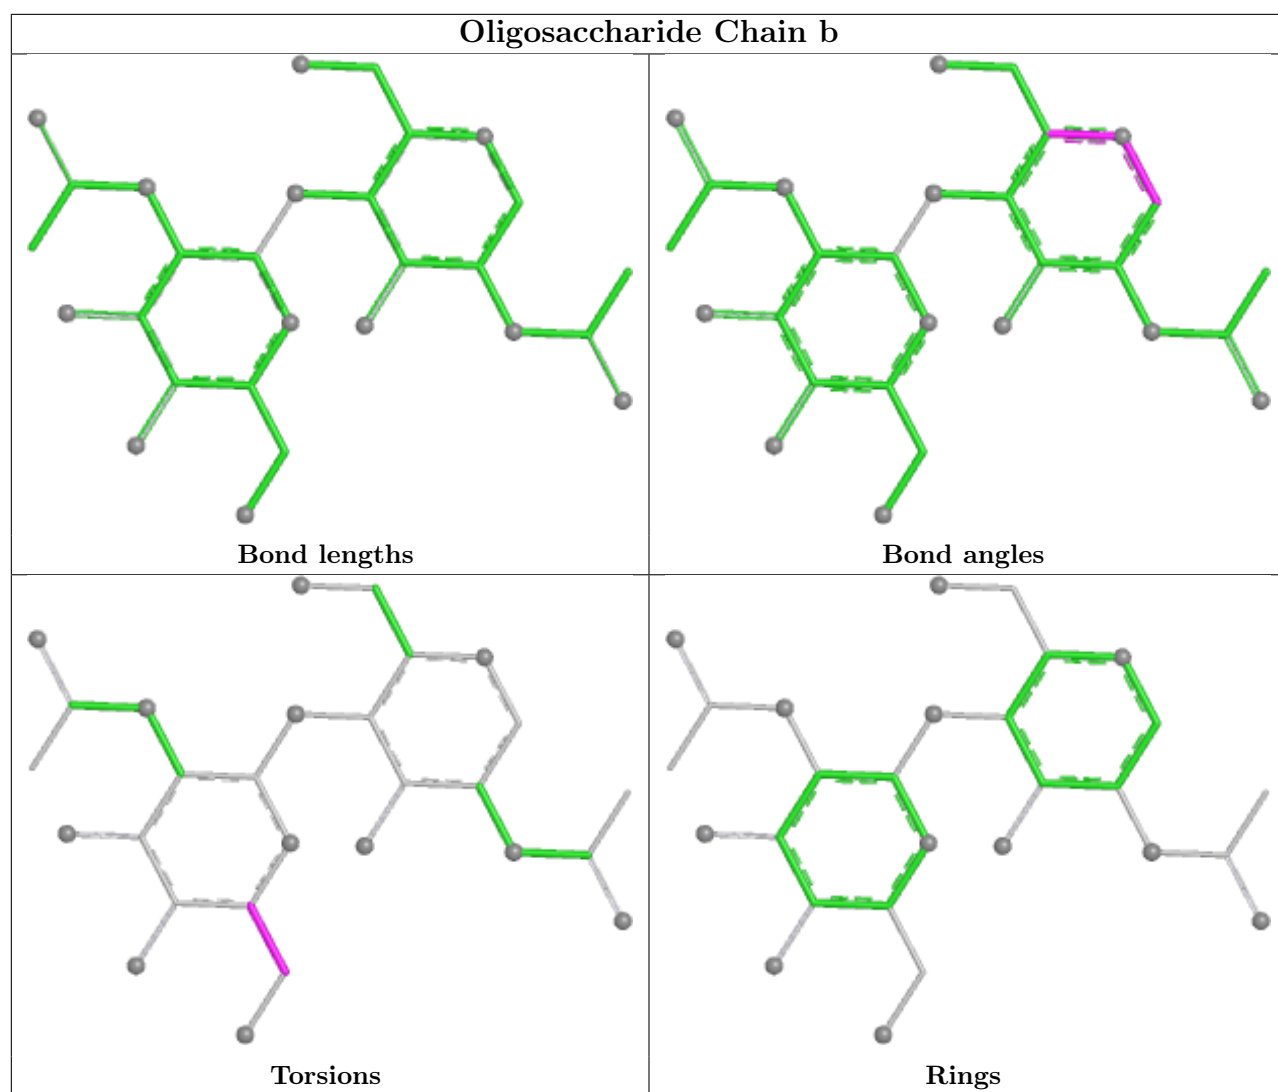 Oligosaccharide Chain b
Bond lengths
Bond angles
Torsions
Rings